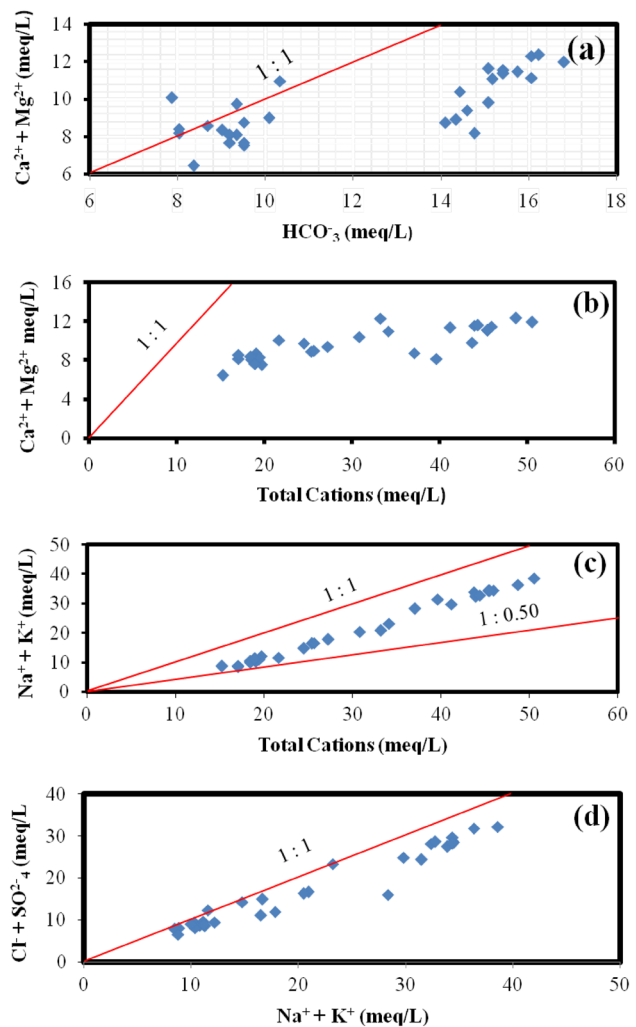 Ca²⁺ + Mg²⁺ (meq/L)
14
12
10
8
6
1 : 1
(a)
6 8 10 12 14 16 18
HCO⁻₃ (meq/L)
Ca²⁺ + Mg²⁺ meq/L)
16
12
8
4
0
1 : 1
(b)
0 10 20 30 40 50 60
Total Cations (meq/L)
Na⁺ + K⁺ (meq/L)
50
40
30
20
10
0
1 : 1
(c)
1 : 0.50
0 10 20 30 40 50 60
Total Cations (meq/L)
Cl⁻ + SO²⁻₄ (meq/L
40
30
20
10
0
1 : 1
(d)
0 10 20 30 40 50
Na⁺ + K⁺ (meq/L)